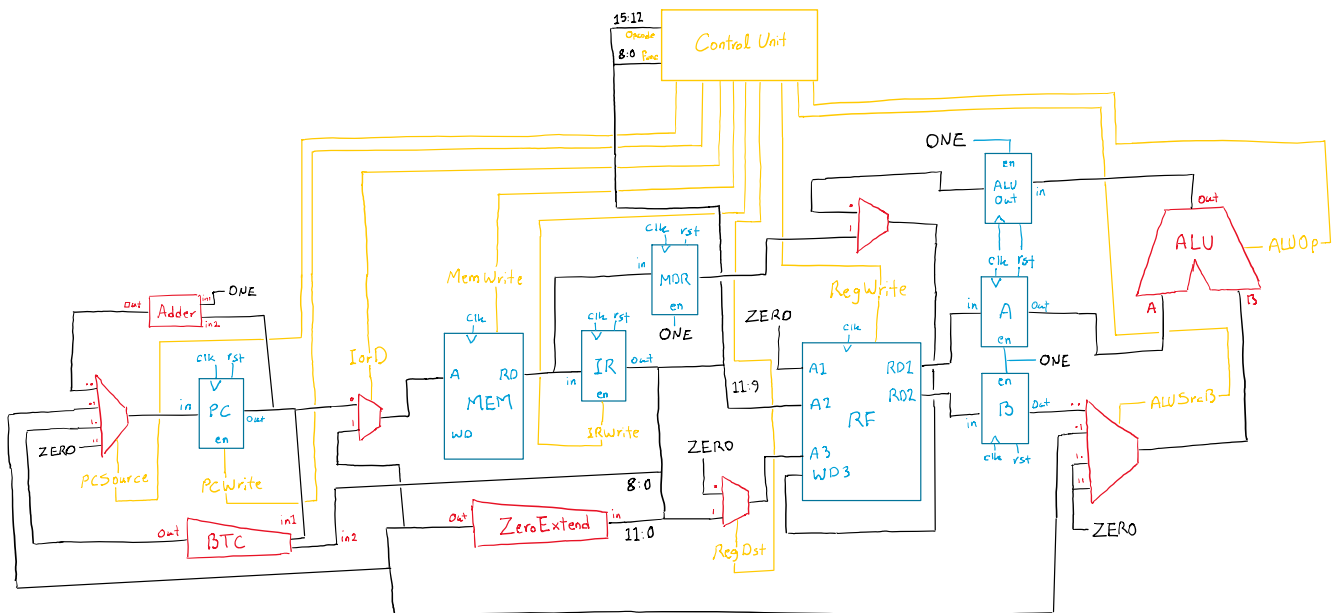 15:12
Opcode
8:0
func
Control Unit
ONE
en
ALU
Out
in
Out
clk
rst
ALU
ALUOp
A
B
0
1
clk
rst
in
MDR
en
ONE
MemWrite
RegWrite
in
A
Out
en
ONE
en
B
in
Out
clk
rst
ZERO
clk
A1
A2
A3
WD3
RD1
RD2
RF
11:9
Out
Adder
in1
ONE
in2
clk
rst
in
PC
Out
en
00
01
10
11
ZERO
PCSource
PCWrite
IorD
0
1
clk
A
RD
MEM
WD
clk
rst
in
IR
Out
en
IRWrite
ZERO
0
1
RegDst
ALUSrcB
00
01
10
11
ZERO
8:0
Out
BTC
in1
in2
Out
ZeroExtend
in
11:0